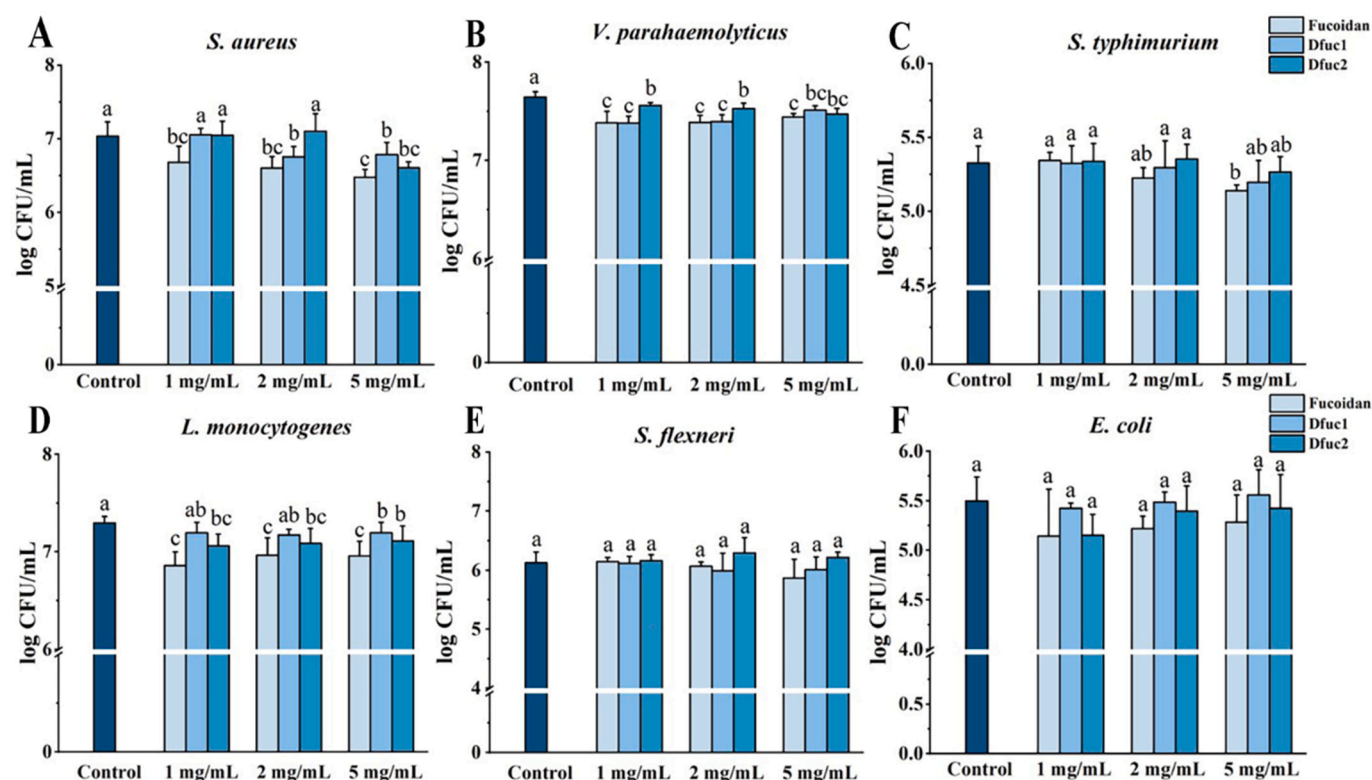 A
S. aureus
log CFU/mL
8
7
6
5
0
a
bc a a
bc b a
c b bc
Control 1 mg/mL 2 mg/mL 5 mg/mL
B
V. parahaemolyticus
log CFU/mL
8
7
6
0
a
c c b
c c b
c bc bc
Control 1 mg/mL 2 mg/mL 5 mg/mL
C
S. typhimurium
Fucoidan
Dfuc1
Dfuc2
log CFU/mL
6.0
5.5
5.0
4.5
0.0
a
a a a
ab a a
b ab ab
Control 1 mg/mL 2 mg/mL 5 mg/mL
D
L. monocytogenes
log CFU/mL
8
7
6
0
a
c ab bc
c ab bc
c b b
Control 1 mg/mL 2 mg/mL 5 mg/mL
E
S. flexneri
log CFU/mL
8
7
6
5
4
0
a
a a a
a a a
a a a
Control 1 mg/mL 2 mg/mL 5 mg/mL
F
E. coli
Fucoidan
Dfuc1
Dfuc2
log CFU/mL
6.0
5.5
5.0
4.5
4.0
0.5
0.0
a
a a a
a a a
a a a
Control 1 mg/mL 2 mg/mL 5 mg/mL